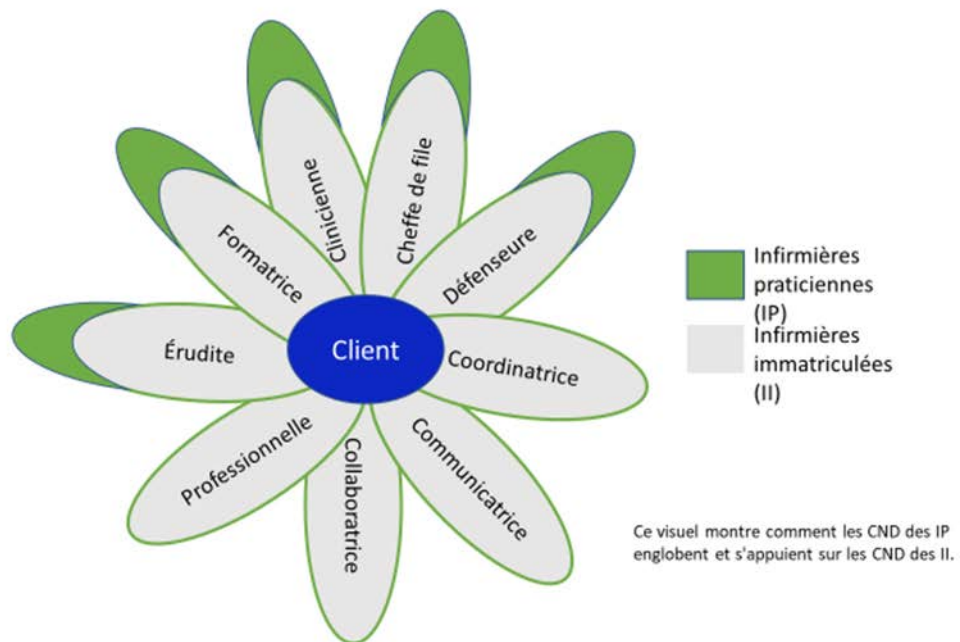 Clinicienne
Cheffe de file
Formatrice
Défenseure
Érudite
Client
Coordinatrice
Professionnelle
Collaboratrice
Communicatrice
Infirmières
praticiennes
(IP)
Infirmières
immatriculées
(II)
Ce visuel montre comment les CND des IP
englobent et s'appuient sur les CND des II.